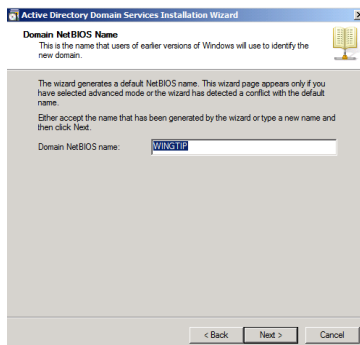 Active Directory Domain Services Installation Wizard
Domain NetBIOS Name
This is the name that users of earlier versions of Windows will use to identify the
new domain.
The wizard generates a default NetBIOS name. This wizard page appears only if you
have selected advanced mode or the wizard has detected a conflict with the default
name.
Either accept the name that has been generated by the wizard or type a new name and
then click Next.
Domain NetBIOS name:
WINGTIP
< Back
Next >
Cancel